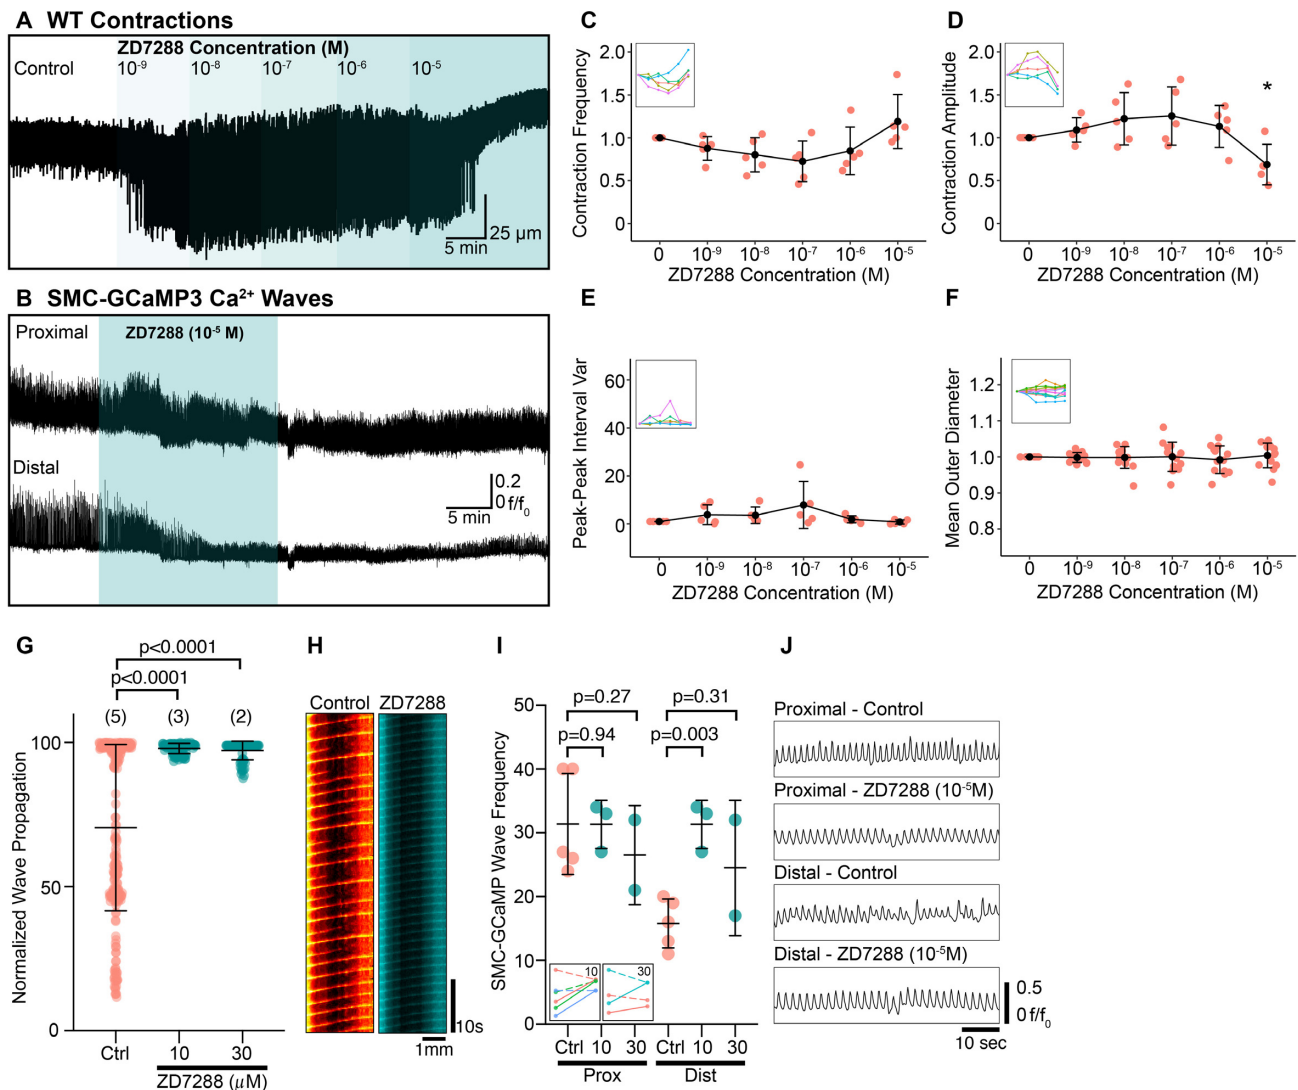 A WT Contractions
ZD7288 Concentration (M)
Control 10⁻⁹ 10⁻⁸ 10⁻⁷ 10⁻⁶ 10⁻⁵
25 µm
5 min
B SMC-GCaMP3 Ca²⁺ Waves
Proximal ZD7288 (10⁻⁵ M)
Distal
0.2
0 f/f₀
5 min
C
Contraction Frequency
2.0
1.5
1.0
0.5
0
0 10⁻⁹ 10⁻⁸ 10⁻⁷ 10⁻⁶ 10⁻⁵
ZD7288 Concentration (M)
D
Contraction Amplitude
2.0
1.5
1.0
0.5
0
*
0 10⁻⁹ 10⁻⁸ 10⁻⁷ 10⁻⁶ 10⁻⁵
ZD7288 Concentration (M)
E
Peak-Peak Interval Var
60
40
20
0
0 10⁻⁹ 10⁻⁸ 10⁻⁷ 10⁻⁶ 10⁻⁵
ZD7288 Concentration (M)
F
Mean Outer Diameter
1.2
1.1
1.0
0.9
0.8
0 10⁻⁹ 10⁻⁸ 10⁻⁷ 10⁻⁶ 10⁻⁵
ZD7288 Concentration (M)
G
p<0.0001
p<0.0001
(5) (3) (2)
Normalized Wave Propagation
100
50
0
Ctrl 10 30
ZD7288 (µM)
H
Control ZD7288
10s
1mm
I
p=0.27 p=0.31
p=0.94 p=0.003
SMC-GCaMP Wave Frequency
50
40
30
20
10
0
10 30
Ctrl 10 30 Ctrl 10 30
Prox Dist
J
Proximal - Control
Proximal - ZD7288 (10⁻⁵M)
Distal - Control
Distal - ZD7288 (10⁻⁵M)
0.5
0 f/f₀
10 sec